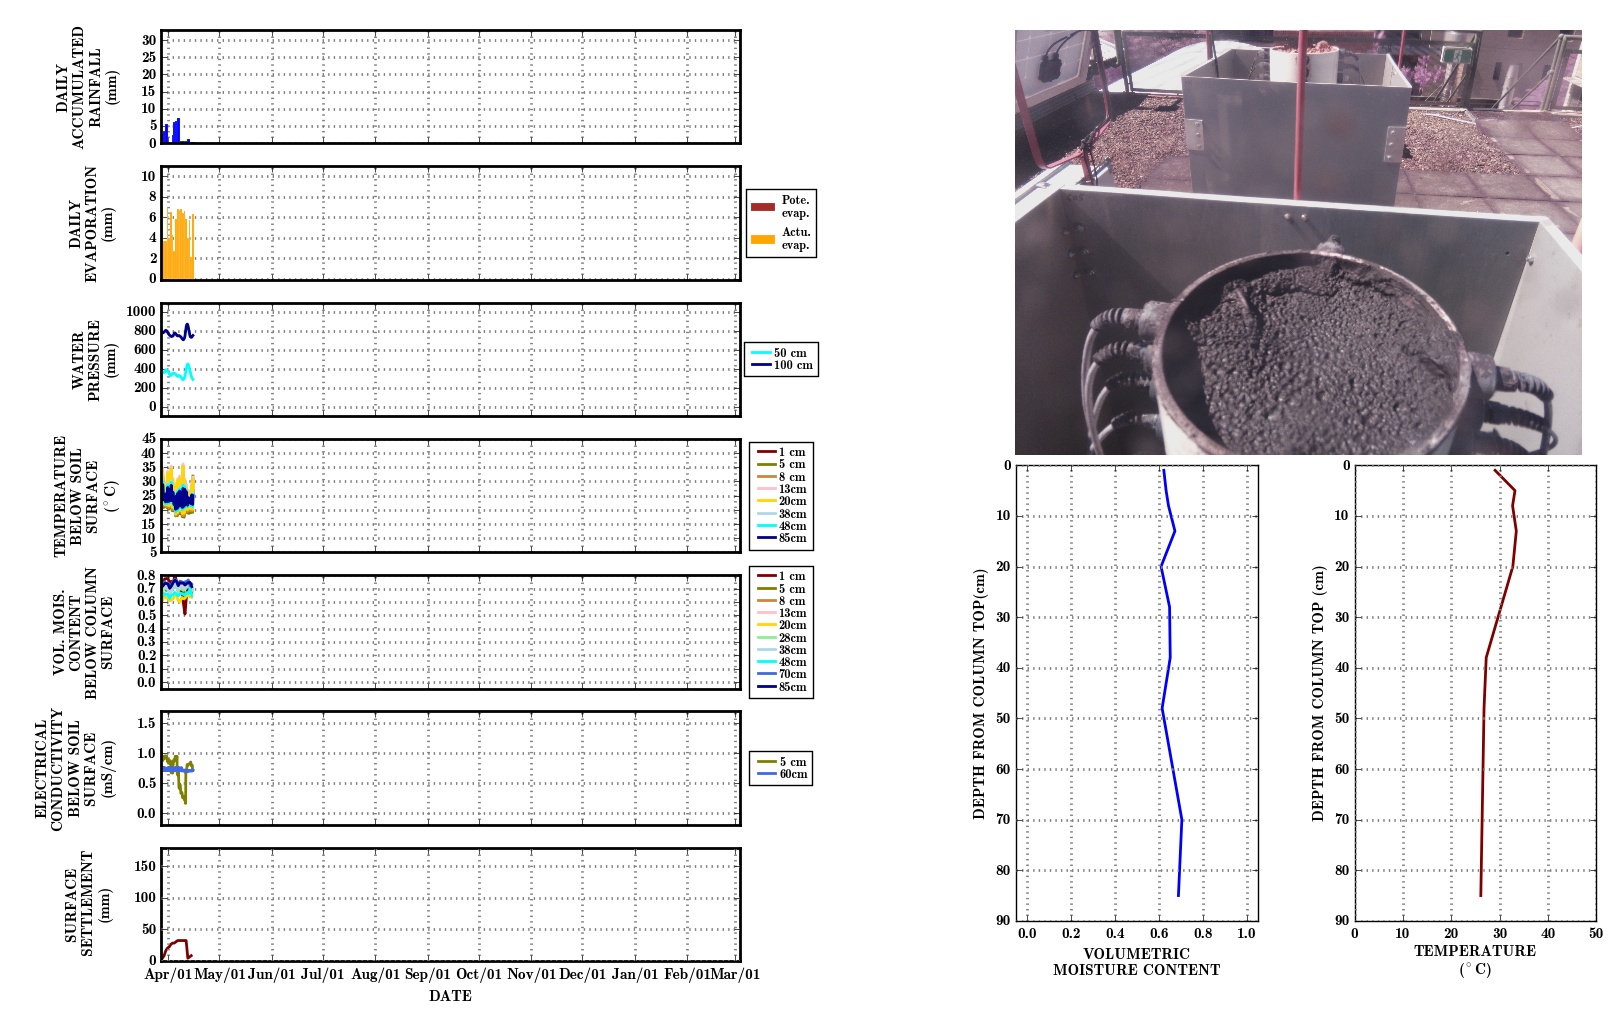 DAILY
ACCUMULATED
RAINFALL
(mm)
30
25
20
15
10
5
0
DAILY
EVAPORATION
(mm)
10
8
6
4
2
0
Pote.
evap.
Actu.
evap.
WATER
PRESSURE
(mm)
1000
800
600
400
200
0
50 cm
100 cm
TEMPERATURE
BELOW SOIL
SURFACE
(°C)
45
40
35
30
25
20
15
10
5
1 cm
5 cm
8 cm
13cm
20cm
38cm
48cm
85cm
VOL. MOIS.
CONTENT
BELOW COLUMN
SURFACE
0.8
0.7
0.6
0.5
0.4
0.3
0.2
0.1
0.0
1 cm
5 cm
8 cm
13cm
20cm
28cm
38cm
48cm
70cm
85cm
ELECTRICAL
CONDUCTIVITY
BELOW SOIL
SURFACE
(mS/cm)
1.5
1.0
0.5
0.0
5 cm
60cm
SURFACE
SETTLEMENT
(mm)
150
100
50
0
Apr/01 May/01 Jun/01 Jul/01 Aug/01 Sep/01 Oct/01 Nov/01 Dec/01 Jan/01 Feb/01 Mar/01
DATE
DEPTH FROM COLUMN TOP(cm)
0
10
20
30
40
50
60
70
80
90
0.0 0.2 0.4 0.6 0.8 1.0
VOLUMETRIC
MOISTURE CONTENT
DEPTH FROM COLUMN TOP (cm)
0
10
20
30
40
50
60
70
80
90
0 10 20 30 40 50
TEMPERATURE
(°C)